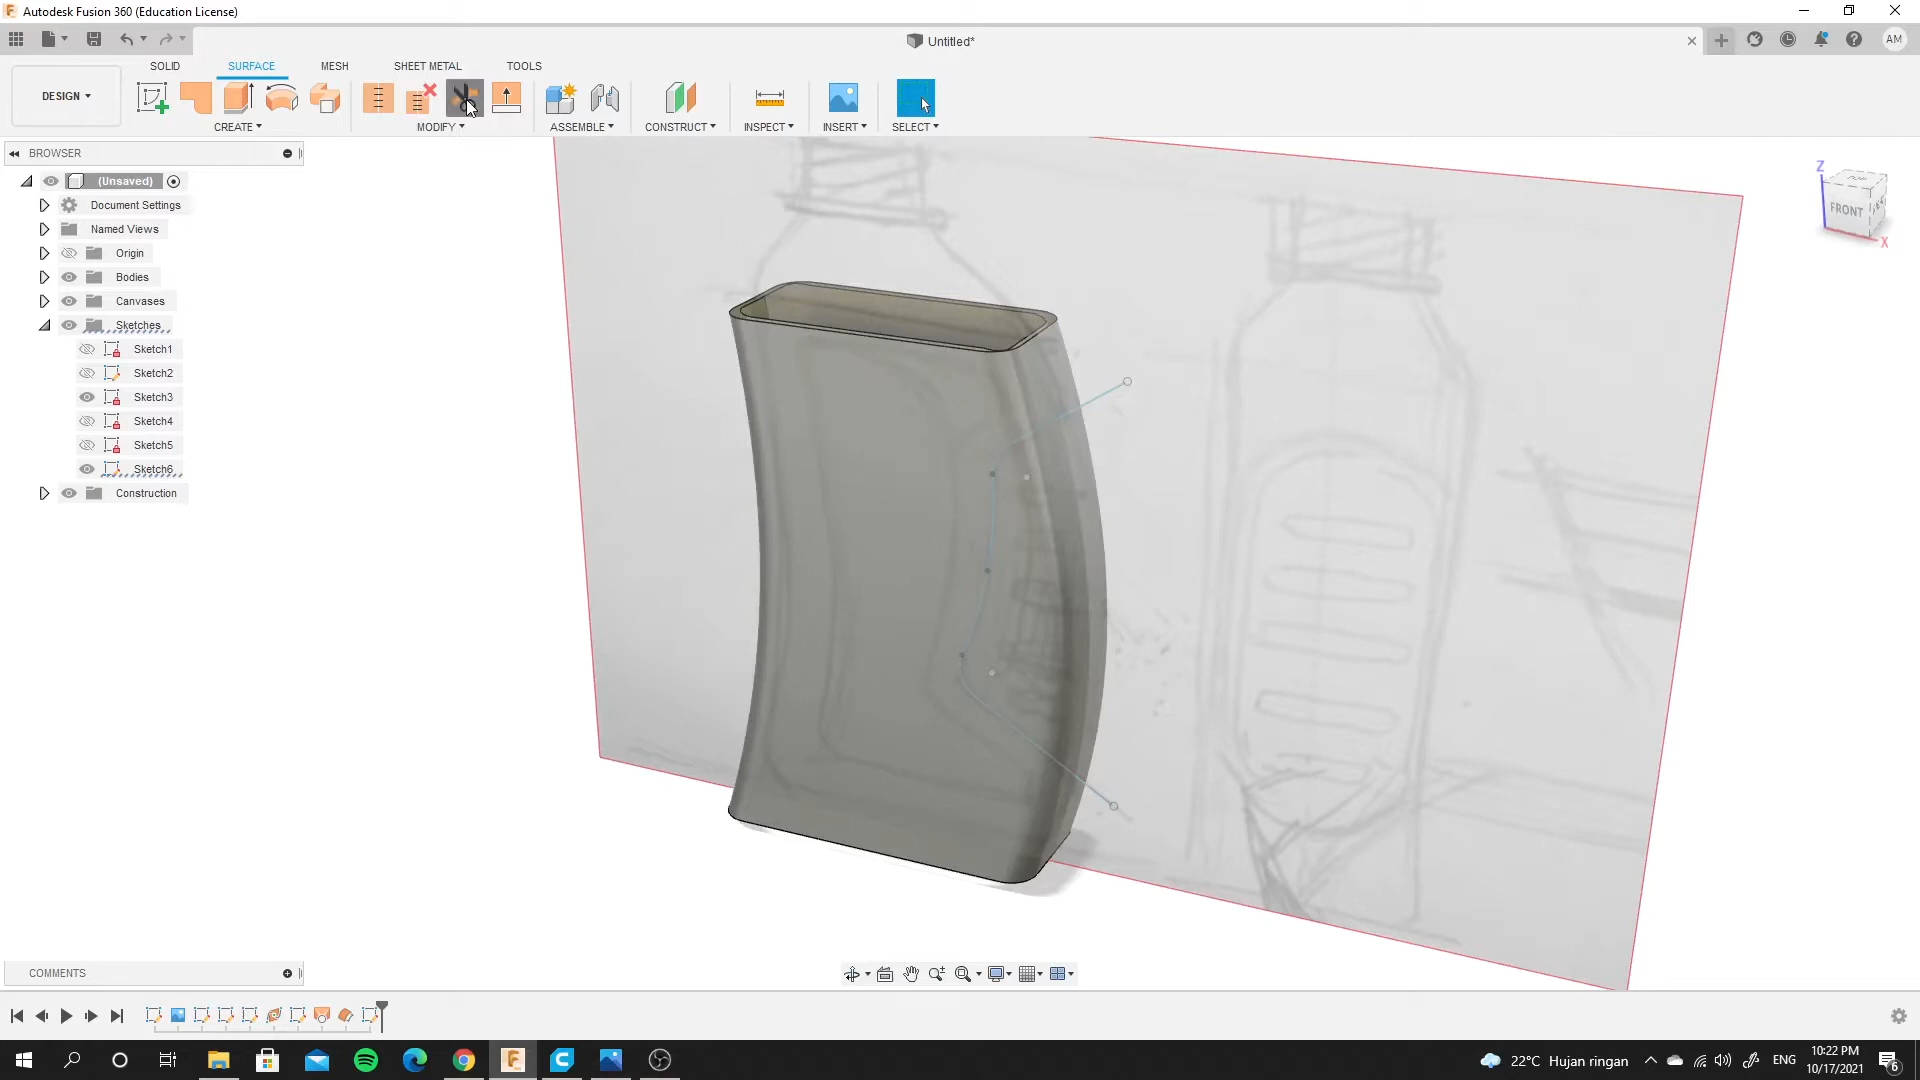 Autodesk Fusion 360 (Education License)
Untitled*
AM
DESIGN
SOLID
SURFACE
MESH
SHEET METAL
TOOLS
CREATE
MODIFY
ASSEMBLE
CONSTRUCT
INSPECT
INSERT
SELECT
BROWSER
(Unsaved)
Document Settings
Named Views
Origin
Bodies
Canvases
Sketches
Sketch1
Sketch2
Sketch3
Sketch4
Sketch5
Sketch6
Construction
Z
TOP
FRONT
X
COMMENTS
22°C Hujan ringan
ENG
10:22 PM
10/17/2021
6